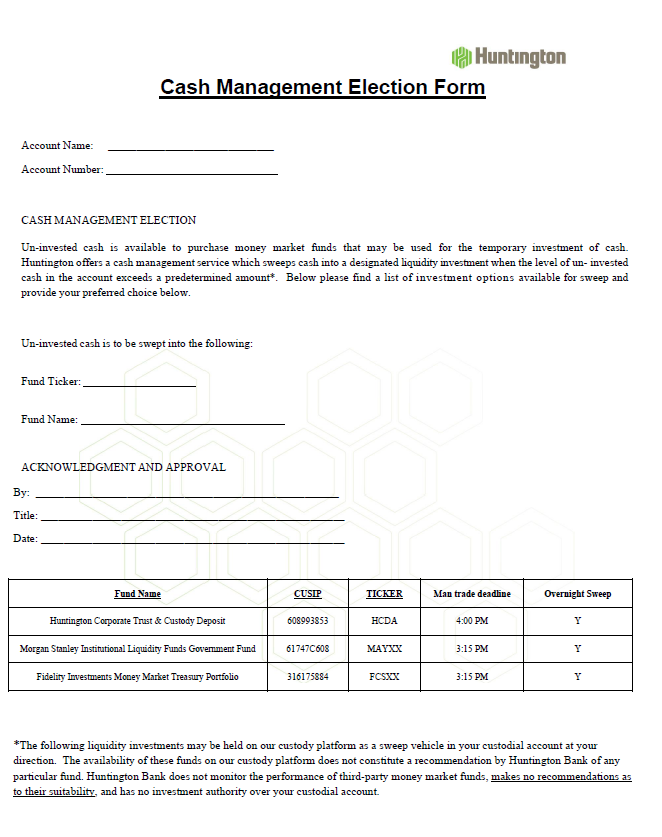 Huntington
Cash Management Election Form
Account Name: ______________________________
Account Number: ______________________________
CASH MANAGEMENT ELECTION
Un-invested cash is available to purchase money market funds that may be used for the temporary investment of cash.
Huntington offers a cash management service which sweeps cash into a designated liquidity investment when the level of un- invested
cash in the account exceeds a predetermined amount*. Below please find a list of investment options available for sweep and
provide your preferred choice below.
Un-invested cash is to be swept into the following:
Fund Ticker: ____________________
Fund Name: ____________________________________
ACKNOWLEDGMENT AND APPROVAL
By: ______________________________________________________
Title: ______________________________________________________
Date: ______________________________________________________
Fund Name CUSIP TICKER Man trade deadline Overnight Sweep
Huntington Corporate Trust & Custody Deposit 608993853 HCDA 4:00 PM Y
Morgan Stanley Institutional Liquidity Funds Government Fund 61747C608 MAYXX 3:15 PM Y
Fidelity Investments Money Market Treasury Portfolio 316175884 FCSXX 3:15 PM Y
*The following liquidity investments may be held on our custody platform as a sweep vehicle in your custodial account at your
direction. The availability of these funds on our custody platform does not constitute a recommendation by Huntington Bank of any
particular fund. Huntington Bank does not monitor the performance of third-party money market funds, makes no recommendations as
to their suitability, and has no investment authority over your custodial account.